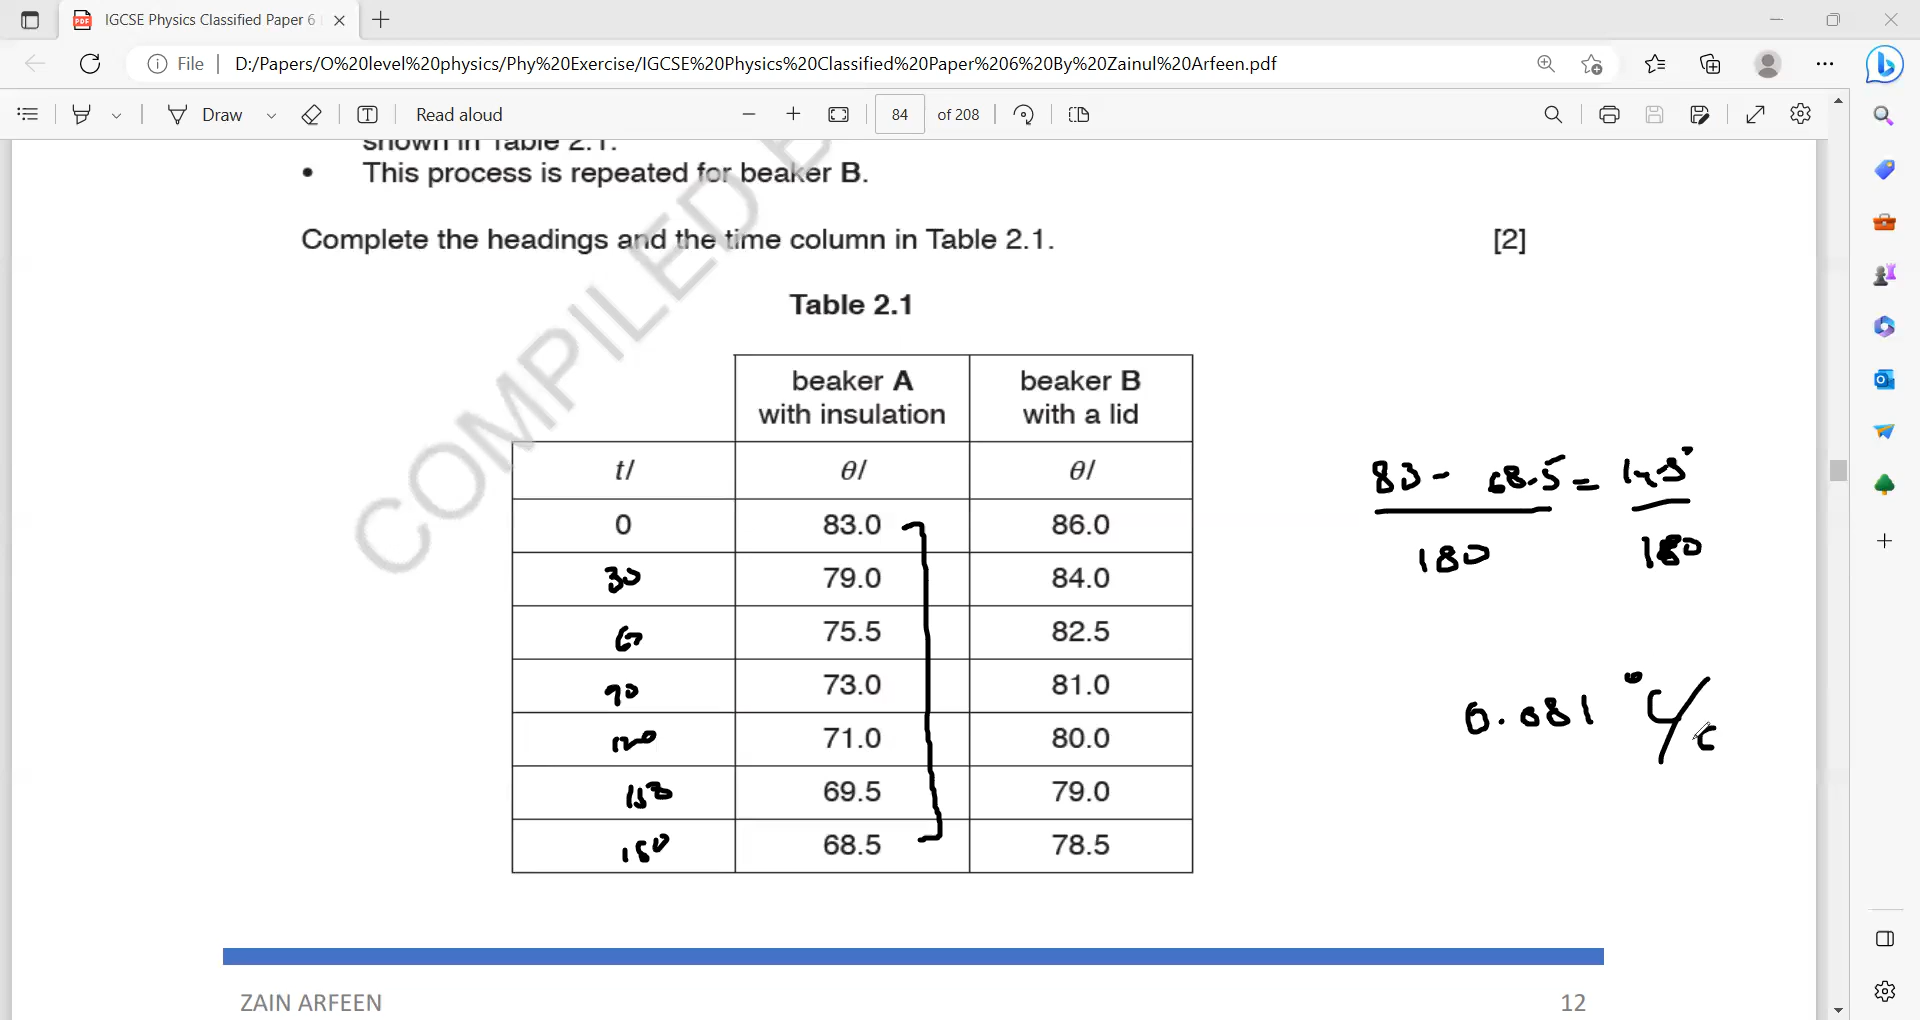 IGCSE Physics Classified Paper 6
File
D:/Papers/O%20level%20physics/Phy%20Exercise/IGCSE%20Physics%20Classified%20Paper%206%20By%20Zainul%20Arfeen.pdf
Draw
Read aloud
84 of 208
shown in Table 2.1.
• This process is repeated for beaker B.
Complete the headings and the time column in Table 2.1. [2]
COMPILED B
Table 2.1
beaker A with insulation
beaker B with a lid
t/ θ/ θ/
0 83.0 86.0
30 79.0 84.0
60 75.5 82.5
90 73.0 81.0
120 71.0 80.0
150 69.5 79.0
180 68.5 78.5
83 - 68.5 = 14.5°
180 180
0.081 °C/
ZAIN ARFEEN 12